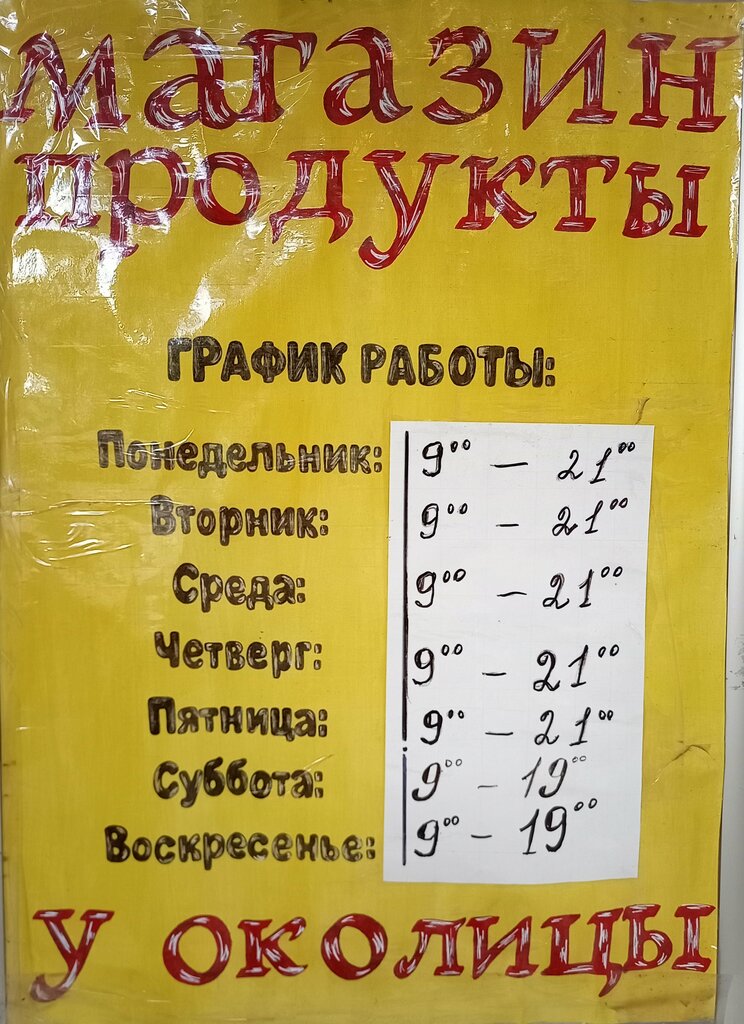 магазин
продукты
ГРАФИК РАБОТЫ:
Понедельник: 9⁰⁰ – 21⁰⁰
Вторник: 9⁰⁰ – 21⁰⁰
Среда: 9⁰⁰ – 21⁰⁰
Четверг: 9⁰⁰ – 21⁰⁰
Пятница: 9⁰⁰ – 21⁰⁰
Суббота: 9⁰⁰ – 19⁰⁰
Воскресенье: 9⁰⁰ – 19⁰⁰
у околицы